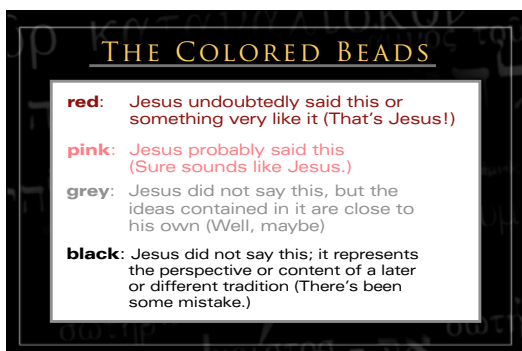 THE COLORED BEADS
red: Jesus undoubtedly said this or
something very like it (That's Jesus!)
pink: Jesus probably said this
(Sure sounds like Jesus.)
grey: Jesus did not say this, but the
ideas contained in it are close to
his own (Well, maybe)
black: Jesus did not say this; it represents
the perspective or content of a later
or different tradition (There's been
some mistake.)